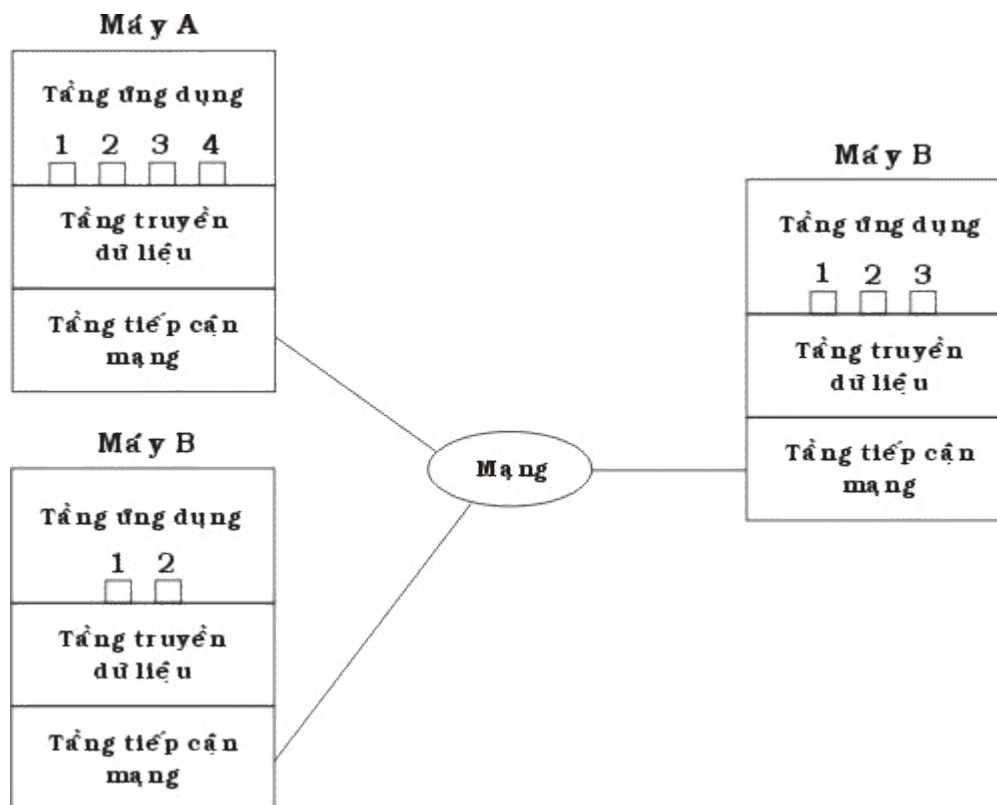 Máy A
Tầng ứng dụng
1 2 3 4
Tầng truyền
dữ liệu
Tầng tiếp cận
mạng
Máy B
Tầng ứng dụng
1 2
Tầng truyền
dữ liệu
Tầng tiếp cận
mạng
Mạng
Máy B
Tầng ứng dụng
1 2 3
Tầng truyền
dữ liệu
Tầng tiếp cận
mạng